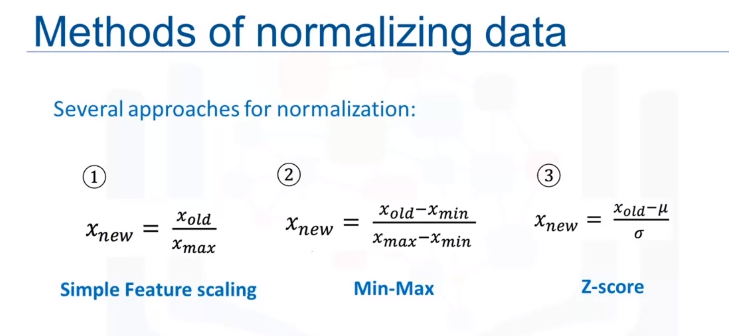 Methods of normalizing data
Several approaches for normalization:
① ② ③
x_new = x_old / x_max
x_new = (x_old−x_min) / (x_max−x_min)
x_new = (x_old−μ) / σ
Simple Feature scaling Min-Max Z-score